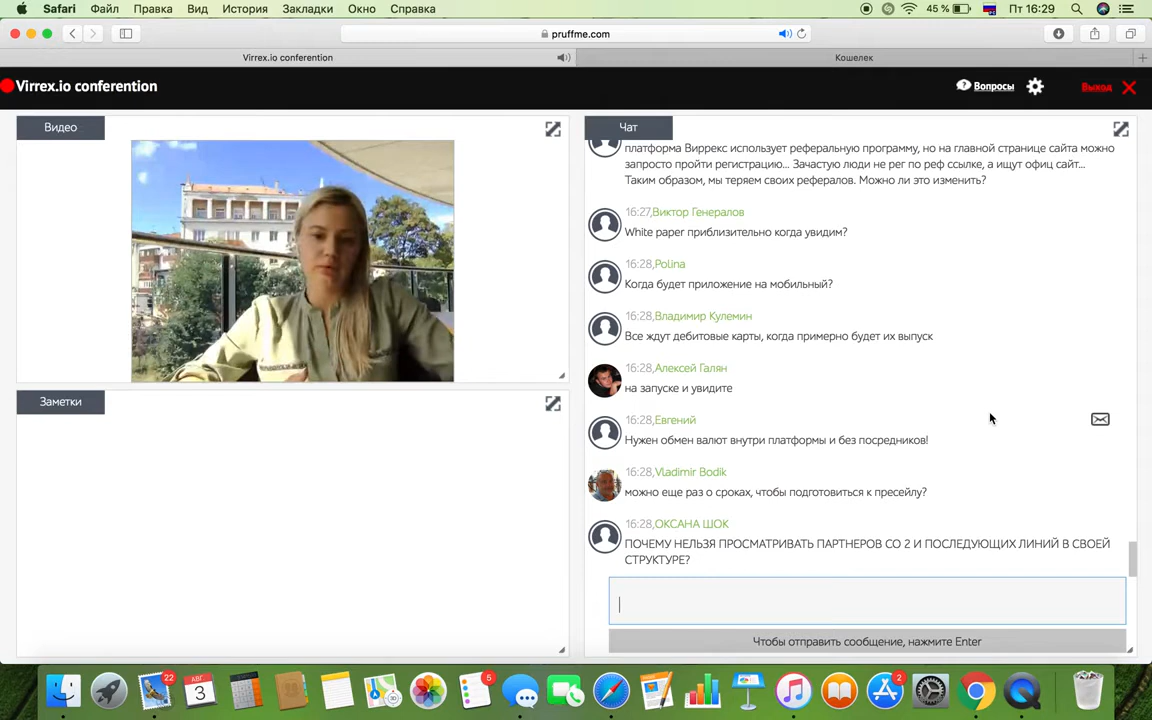 Safari Файл Правка Вид История Закладки Окно Справка 45 % Пт 16:29
pruffme.com
Virrex.io conferention Кошелек
Virrex.io conferention Вопросы Выход
Видео
Заметки
Чат
платформа Виррекс использует реферальную программу, но на главной странице сайта можно
запросто пройти регистрацию... Зачастую люди не рег по реф ссылке, а ищут офиц сайт...
Таким образом, мы теряем своих рефералов. Можно ли это изменить?
16:27,Виктор Генералов
White paper приблизительно когда увидим?
16:28,Polina
Когда будет приложение на мобильный?
16:28,Владимир Кулемин
Все ждут дебитовые карты, когда примерно будет их выпуск
16:28,Алексей Галян
на запуске и увидите
16:28,Евгений
Нужен обмен валют внутри платформы и без посредников!
16:28,Vladimir Bodik
можно еще раз о сроках, чтобы подготовиться к пресейлу?
16:28,ОКСАНА ШОК
ПОЧЕМУ НЕЛЬЗЯ ПРОСМАТРИВАТЬ ПАРТНЕРОВ СО 2 И ПОСЛЕДУЮЩИХ ЛИНИЙ В СВОЕЙ
СТРУКТУРЕ?
Чтобы отправить сообщение, нажмите Enter
22 АВГ. 3 5 2